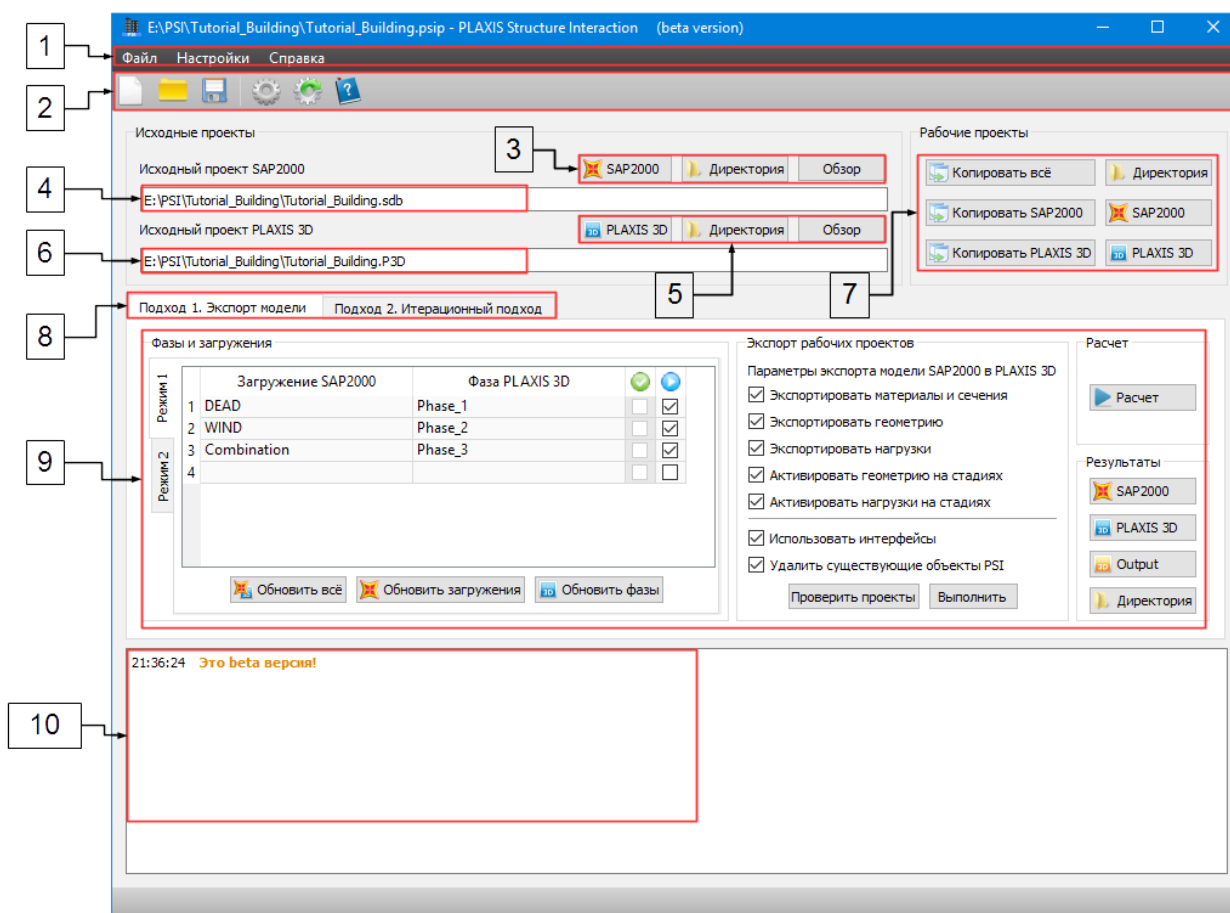 E:\PSI\Tutorial_Building\Tutorial_Building.psip - PLAXIS Structure Interaction (beta version)
1
Файл Настройки Справка
2
Исходные проекты
Рабочие проекты
3
Исходный проект SAP2000
SAP2000 Директория Обзор
Копировать всё Директория
4
E:\PSI\Tutorial_Building\Tutorial_Building.sdb
Копировать SAP2000 SAP2000
Исходный проект PLAXIS 3D
PLAXIS 3D Директория Обзор
6
E:\PSI\Tutorial_Building\Tutorial_Building.P3D
Копировать PLAXIS 3D PLAXIS 3D
5
7
8
Подход 1. Экспорт модели Подход 2. Итерационный подход
Фазы и загружения
Режим 1
Режим 2
Загружение SAP2000 Фаза PLAXIS 3D
1 DEAD Phase_1
2 WIND Phase_2
3 Combination Phase_3
4
9
Обновить всё Обновить загружения Обновить фазы
Экспорт рабочих проектов
Параметры экспорта модели SAP2000 в PLAXIS 3D
Экспортировать материалы и сечения
Экспортировать геометрию
Экспортировать нагрузки
Активировать геометрию на стадиях
Активировать нагрузки на стадиях
Использовать интерфейсы
Удалить существующие объекты PSI
Проверить проекты Выполнить
Расчет
Расчет
Результаты
SAP2000
PLAXIS 3D
Output
Директория
21:36:24 Это beta версия!
10